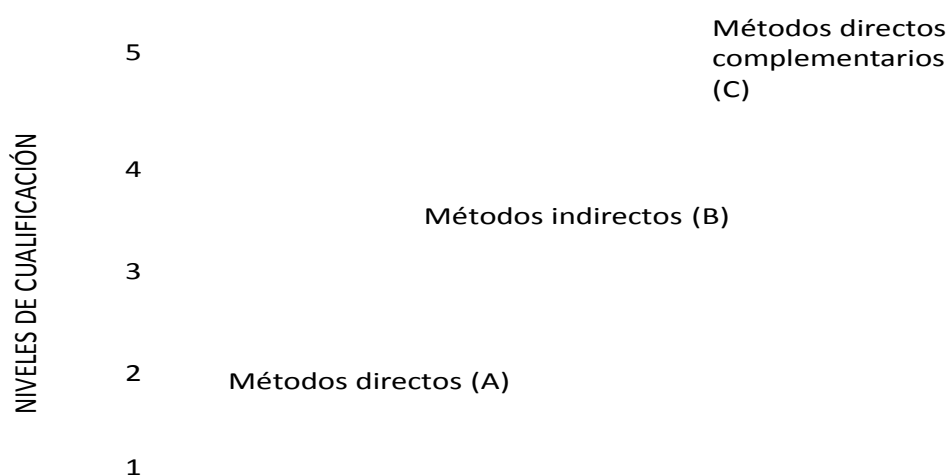 NIVELES DE CUALIFICACIÓN
5
Métodos directos
complementarios
(C)
4
Métodos indirectos (B)
3
2
Métodos directos (A)
1